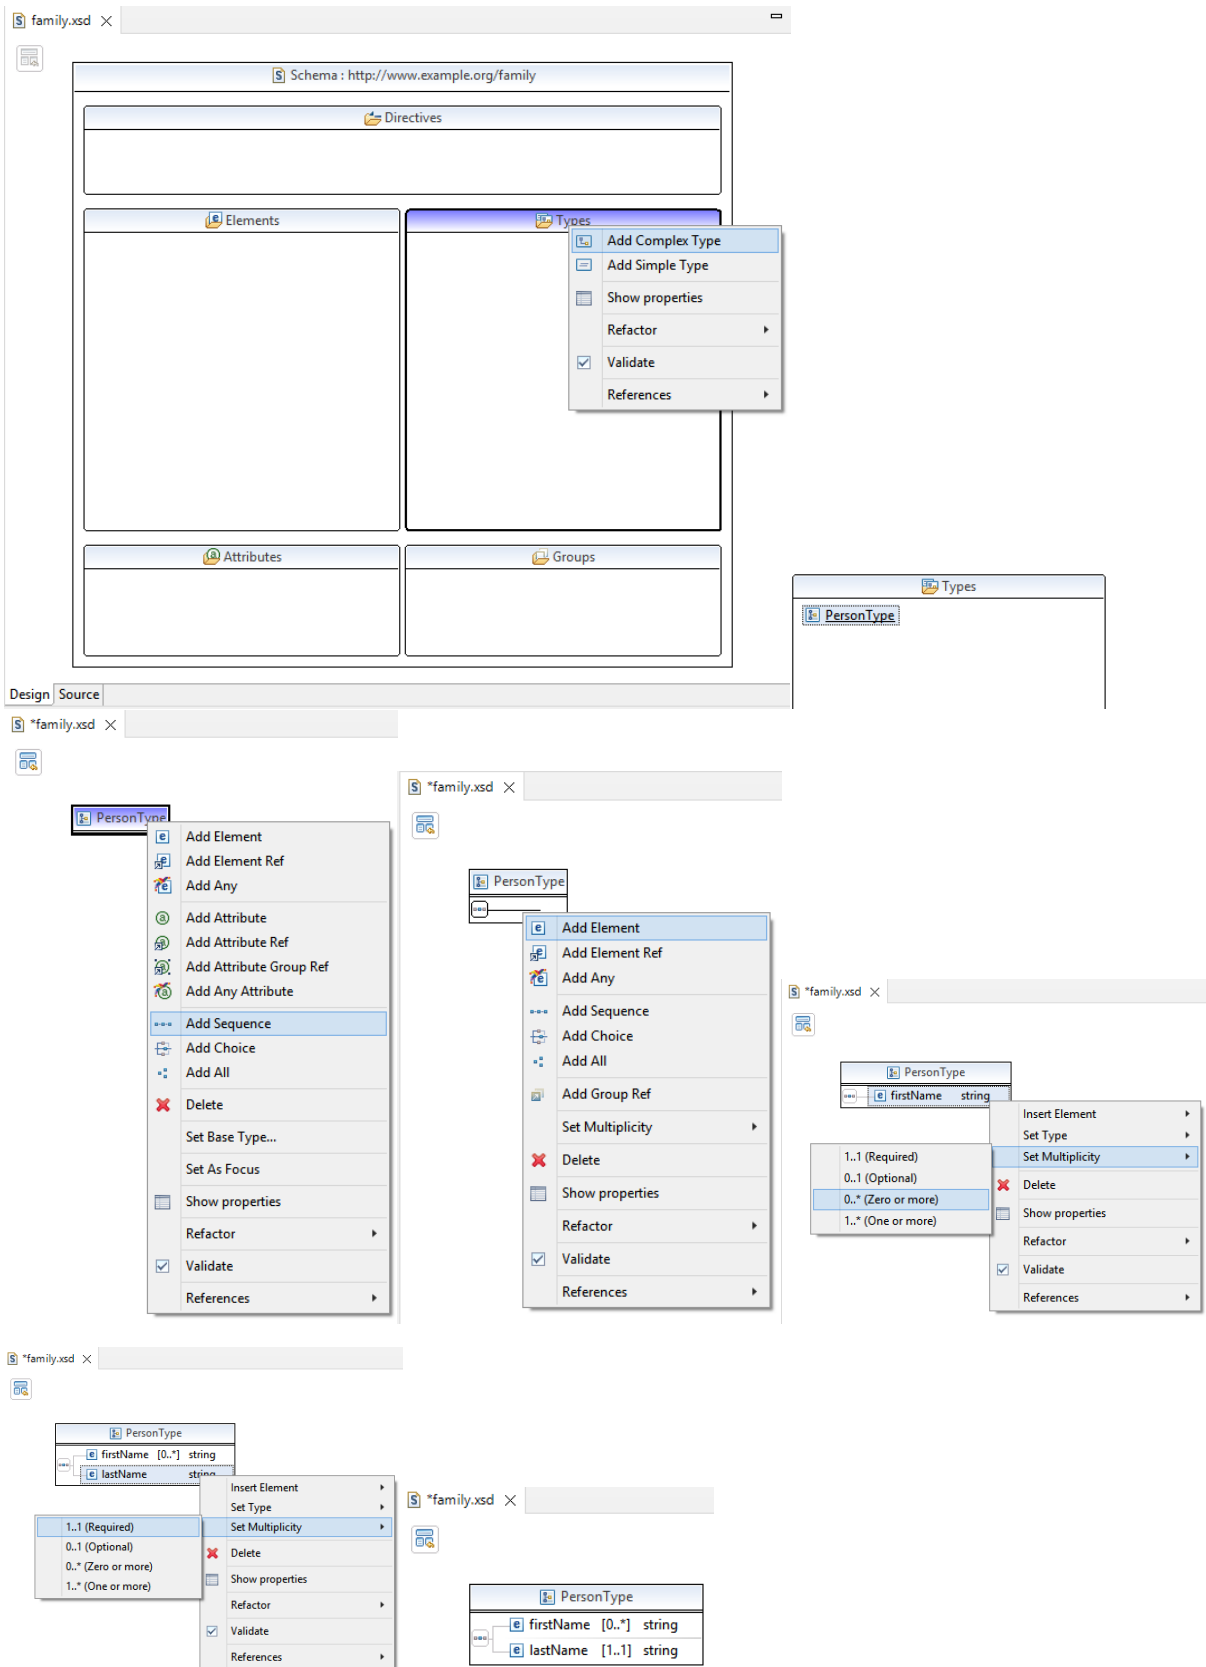 family.xsd
Schema : http://www.example.org/family
Directives
Elements
Types
Add Complex Type
Add Simple Type
Show properties
Refactor
Validate
References
Attributes
Groups
Design Source
Types
PersonType
*family.xsd
PersonType
Add Element
Add Element Ref
Add Any
Add Attribute
Add Attribute Ref
Add Attribute Group Ref
Add Any Attribute
Add Sequence
Add Choice
Add All
Delete
Set Base Type...
Set As Focus
Show properties
Refactor
Validate
References
*family.xsd
PersonType
Add Element
Add Element Ref
Add Any
Add Sequence
Add Choice
Add All
Add Group Ref
Set Multiplicity
Delete
Show properties
Refactor
Validate
References
*family.xsd
PersonType
firstName string
Insert Element
Set Type
Set Multiplicity
Delete
Show properties
Refactor
Validate
References
1..1 (Required)
0..1 (Optional)
0..* (Zero or more)
1..* (One or more)
*family.xsd
PersonType
firstName [0..*] string
lastName string
Insert Element
Set Type
Set Multiplicity
Delete
Show properties
Refactor
Validate
References
1..1 (Required)
0..1 (Optional)
0..* (Zero or more)
1..* (One or more)
*family.xsd
PersonType
firstName [0..*] string
lastName [1..1] string